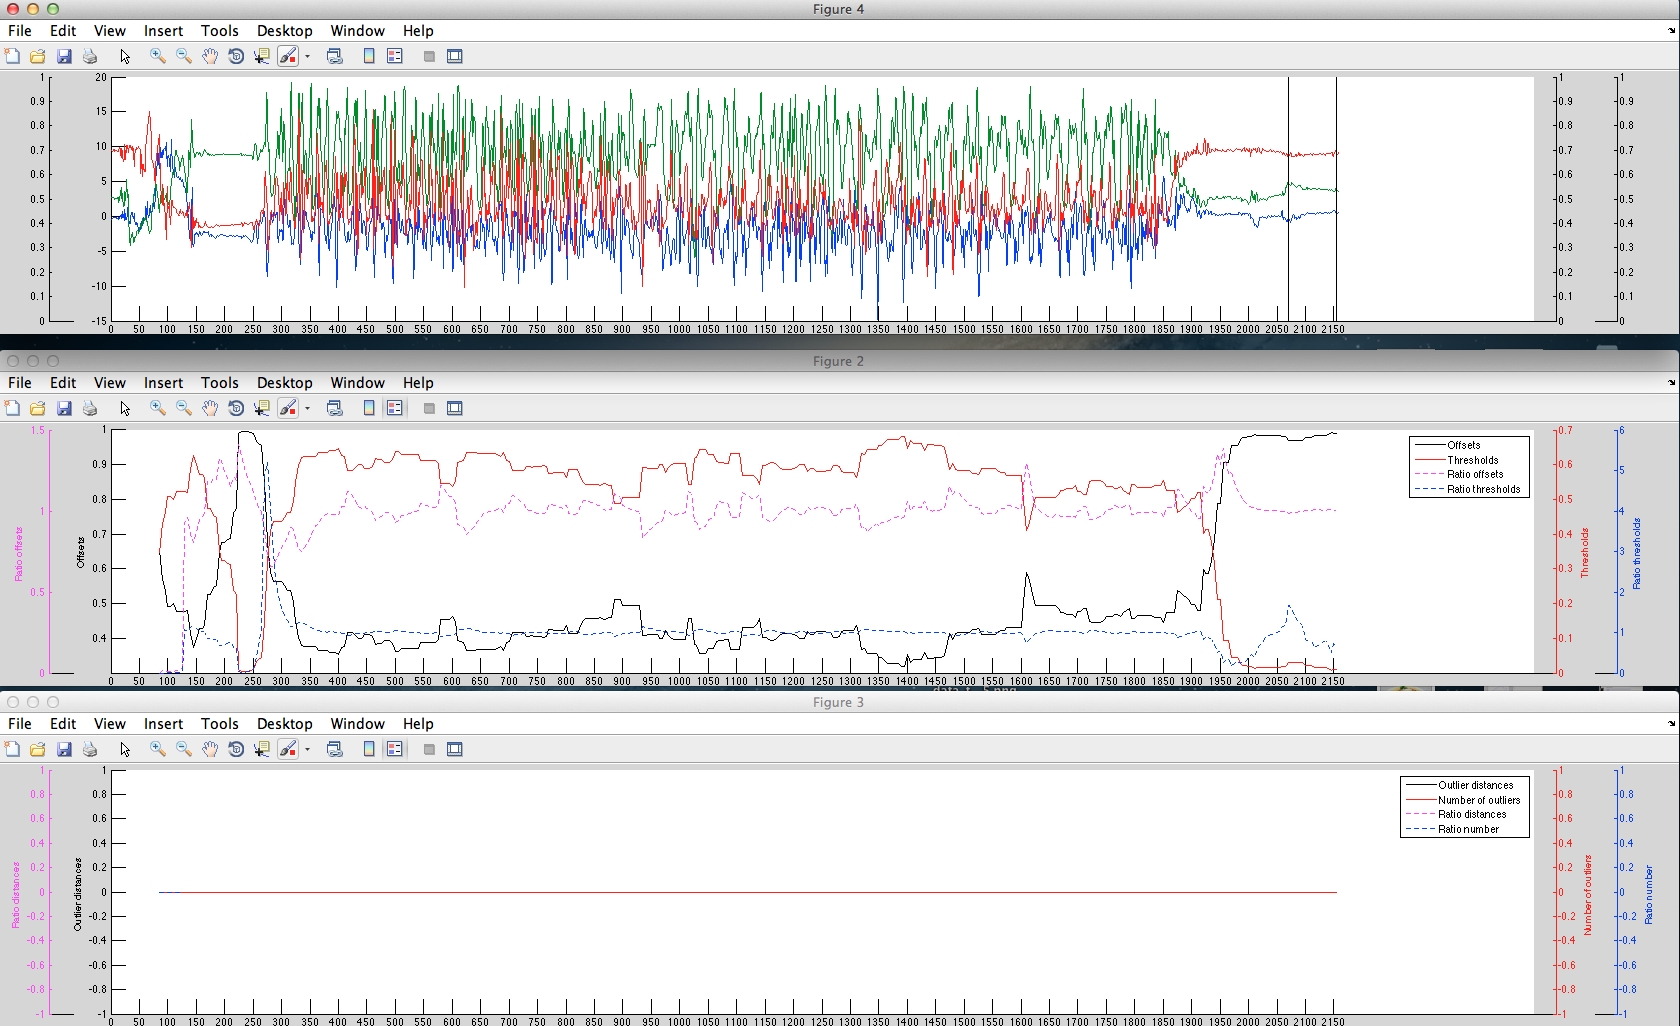 Figure 4
File Edit View Insert Tools Desktop Window Help
1 0.9 0.8 0.7 0.6 0.5 0.4 0.3 0.2 0.1 0
20 15 10 5 0 -5 -10 -15
1 0.9 0.8 0.7 0.6 0.5 0.4 0.3 0.2 0.1 0
1 0.9 0.8 0.7 0.6 0.5 0.4 0.3 0.2 0.1 0
0 50 100 150 200 250 300 350 400 450 500 550 600 650 700 750 800 850 900 950 1000 1050 1100 1150 1200 1250 1300 1350 1400 1450 1500 1550 1600 1650 1700 1750 1800 1850 1900 1950 2000 2050 2100 2150
Figure 2
File Edit View Insert Tools Desktop Window Help
1.5 1 0.5 0
Ratio offsets
1 0.9 0.8 0.7 0.6 0.5 0.4
Offsets
Offsets
Thresholds
Ratio offsets
Ratio thresholds
0.7 0.6 0.5 0.4 0.3 0.2 0.1 0
Thresholds
6 5 4 3 2 1 0
Ratio thresholds
0 50 100 150 200 250 300 350 400 450 500 550 600 650 700 750 800 850 900 950 1000 1050 1100 1150 1200 1250 1300 1350 1400 1450 1500 1550 1600 1650 1700 1750 1800 1850 1900 1950 2000 2050 2100 2150
Figure 3
File Edit View Insert Tools Desktop Window Help
1 0.8 0.6 0.4 0.2 0 -0.2 -0.4 -0.6 -0.8 -1
Ratio distances
1 0.8 0.6 0.4 0.2 0 -0.2 -0.4 -0.6 -0.8 -1
Outlier distances
Outlier distances
Number of outliers
Ratio distances
Ratio number
1 0.8 0.6 0.4 0.2 0 -0.2 -0.4 -0.6 -0.8 -1
Number of outliers
1 0.8 0.6 0.4 0.2 0 -0.2 -0.4 -0.6 -0.8 -1
Ratio number
0 50 100 150 200 250 300 350 400 450 500 550 600 650 700 750 800 850 900 950 1000 1050 1100 1150 1200 1250 1300 1350 1400 1450 1500 1550 1600 1650 1700 1750 1800 1850 1900 1950 2000 2050 2100 2150